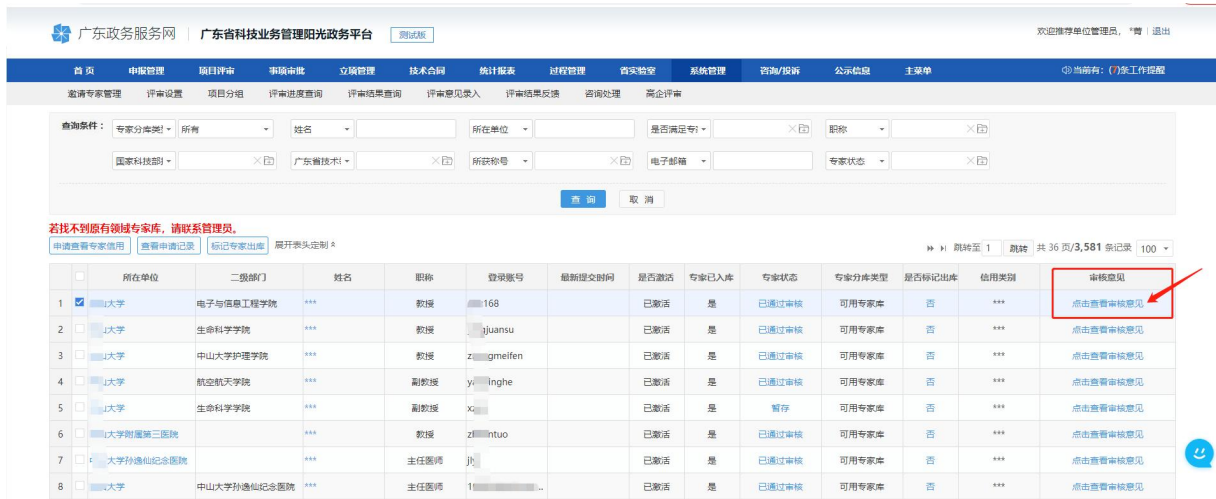 广东政务服务网 广东省科技业务管理阳光政务平台 测试版 欢迎推荐单位管理员， *菁 退出
首页 申报管理 项目评审 事项审批 立项管理 技术合同 统计报表 过程管理 省实验室 系统管理 咨询/投诉 公示信息 主菜单 当前有：(7)条工作提醒
邀请专家管理 评审设置 项目分组 评审进度查询 评审结果查询 评审意见录入 评审结果反馈 咨询处理 高企评审
查询条件： 专家分库类 所有 姓名 所在单位 是否满足专 职称
国家科技部 广东省技术 所获称号 电子邮箱 专家状态
查询 取消
若找不到原有领域专家库，请联系管理员。
申请查看专家信用 查看申请记录 标记专家出库 展开表头定制 跳转至 1 跳转 共 36 页/3,581 条记录 100
所在单位 二级部门 姓名 职称 登录账号 最新提交时间 是否激活 专家已入库 专家状态 专家分库类型 是否标记出库 信用类别 审核意见
1 大学 电子与信息工程学院 *** 教授 168 已激活 是 已通过审核 可用专家库 否 *** 点击查看审核意见
2 大学 生命科学学院 *** 教授 juansu 已激活 是 已通过审核 可用专家库 否 *** 点击查看审核意见
3 大学 中山大学护理学院 *** 教授 gmeifen 已激活 是 已通过审核 可用专家库 否 *** 点击查看审核意见
4 大学 航空航天学院 *** 副教授 inghe 已激活 是 已通过审核 可用专家库 否 *** 点击查看审核意见
5 大学 生命科学学院 *** 副教授 已激活 是 暂存 可用专家库 否 *** 点击查看审核意见
6 大学附属第三医院 *** 教授 ntuo 已激活 是 已通过审核 可用专家库 否 *** 点击查看审核意见
7 大学孙逸仙纪念医院 *** 主任医师 已激活 是 已通过审核 可用专家库 否 *** 点击查看审核意见
8 大学 中山大学孙逸仙纪念医院 *** 主任医师 已激活 是 已通过审核 可用专家库 否 *** 点击查看审核意见